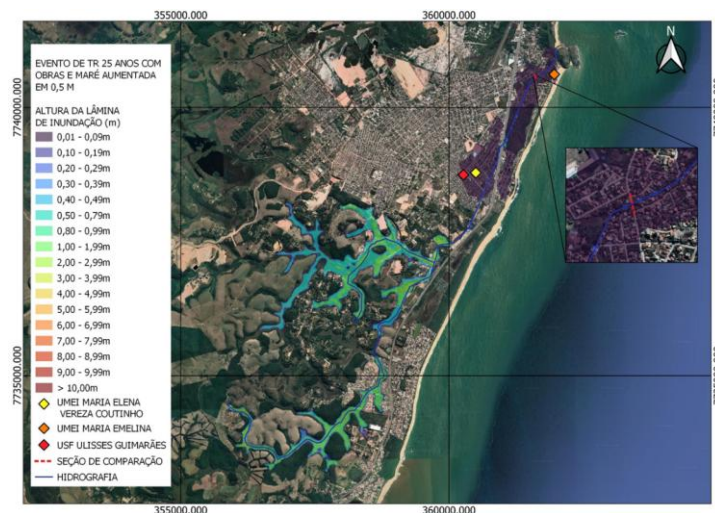 355000.000
360000.000
N
7740000.000
7735000.000
EVENTO DE TR 25 ANOS COM
OBRAS E MARÉ AUMENTADA
EM 0,5 M
ALTURA DA LÂMINA
DE INUNDAÇÃO (m)
0,01 - 0,09m
0,10 - 0,19m
0,20 - 0,29m
0,30 - 0,39m
0,40 - 0,49m
0,50 - 0,79m
0,80 - 0,99m
1,00 - 1,99m
2,00 - 2,99m
3,00 - 3,99m
4,00 - 4,99m
5,00 - 5,99m
6,00 - 6,99m
7,00 - 7,99m
8,00 - 8,99m
9,00 - 9,99m
> 10,00m
UMEI MARIA ELENA
VEREZA COUTINHO
UMEI MARIA EMELINA
USF ULISSES GUIMARÃES
SEÇÃO DE COMPARAÇÃO
HIDROGRAFIA
355000.000
360000.000